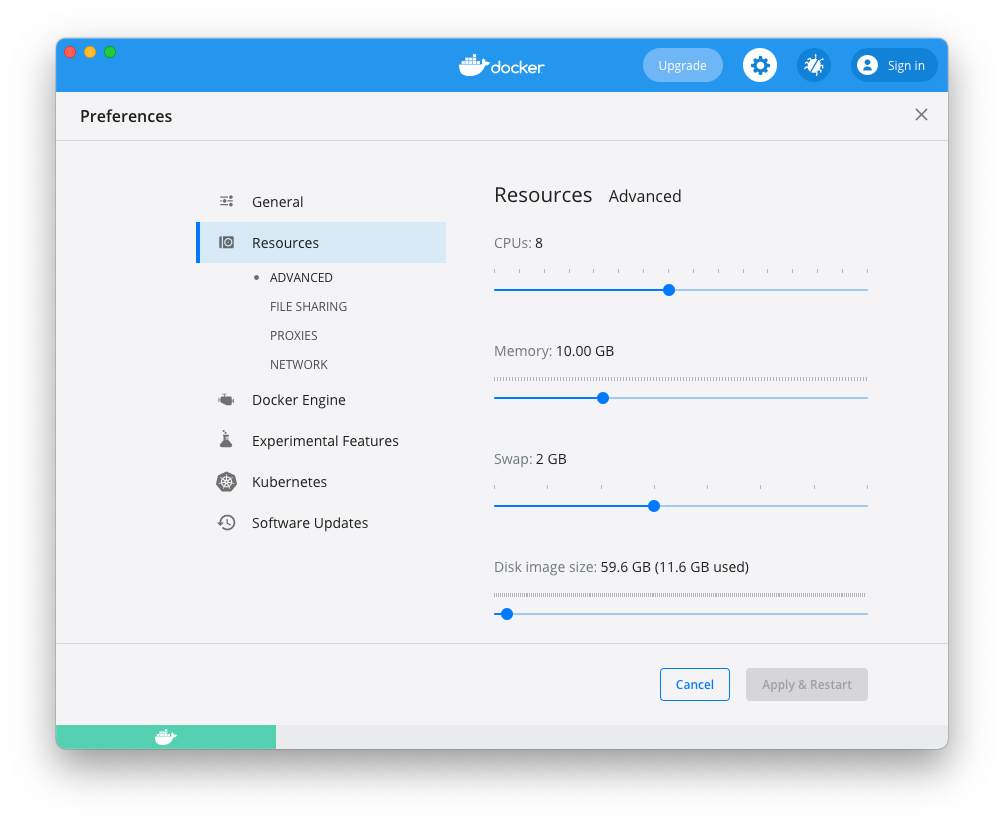 docker
Upgrade
Sign in
Preferences
General
Resources
ADVANCED
FILE SHARING
PROXIES
NETWORK
Docker Engine
Experimental Features
Kubernetes
Software Updates
Resources Advanced
CPUs: 8
Memory: 10.00 GB
Swap: 2 GB
Disk image size: 59.6 GB (11.6 GB used)
Cancel
Apply & Restart